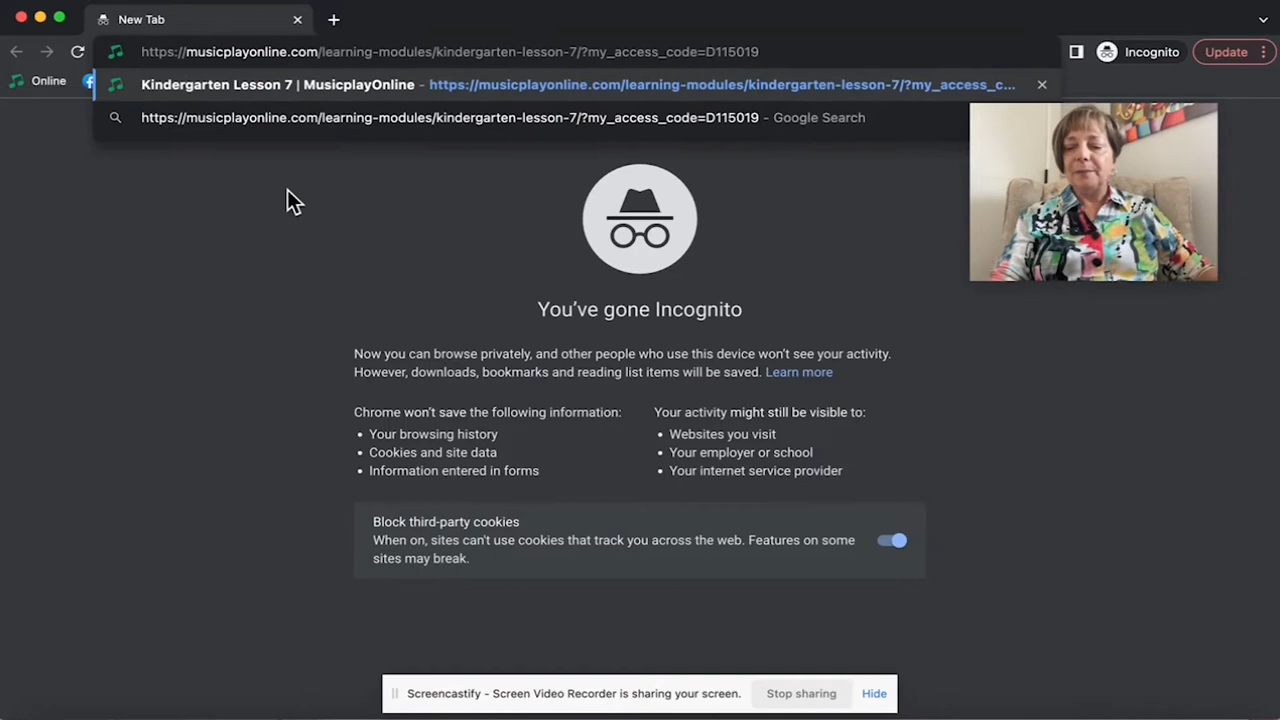 New Tab
https://musicplayonline.com/learning-modules/kindergarten-lesson-7/?my_access_code=D115019
Incognito
Update
Online
Kindergarten Lesson 7 | MusicplayOnline - https://musicplayonline.com/learning-modules/kindergarten-lesson-7/?my_access_c...
https://musicplayonline.com/learning-modules/kindergarten-lesson-7/?my_access_code=D115019 - Google Search
You've gone Incognito
Now you can browse privately, and other people who use this device won't see your activity.
However, downloads, bookmarks and reading list items will be saved. Learn more
Chrome won't save the following information:
• Your browsing history
• Cookies and site data
• Information entered in forms
Your activity might still be visible to:
• Websites you visit
• Your employer or school
• Your internet service provider
Block third-party cookies
When on, sites can't use cookies that track you across the web. Features on some
sites may break.
Screencastify - Screen Video Recorder is sharing your screen.
Stop sharing
Hide